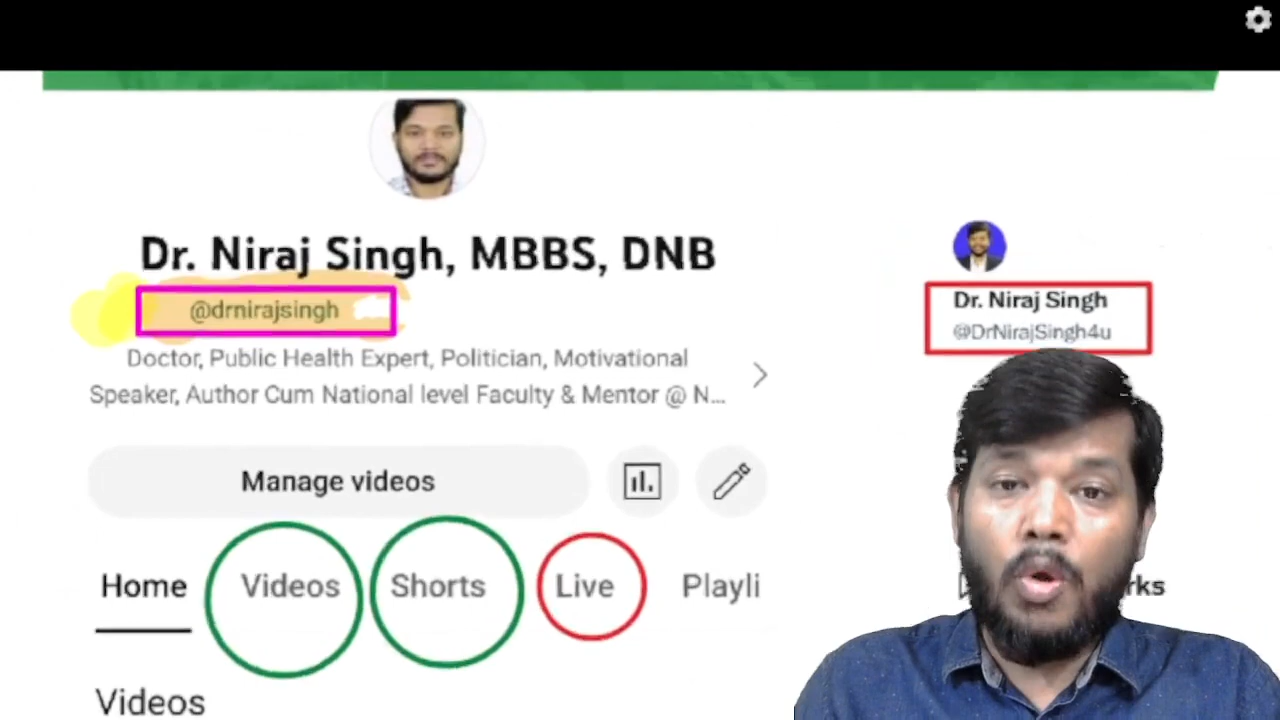 Dr. Niraj Singh, MBBS, DNB
@drnirajsingh
Doctor, Public Health Expert, Politician, Motivational
Speaker, Author Cum National level Faculty & Mentor @ N...
Manage videos
Home Videos Shorts Live Playli
Videos
Dr. Niraj Singh
@DrNirajSingh4u
rks